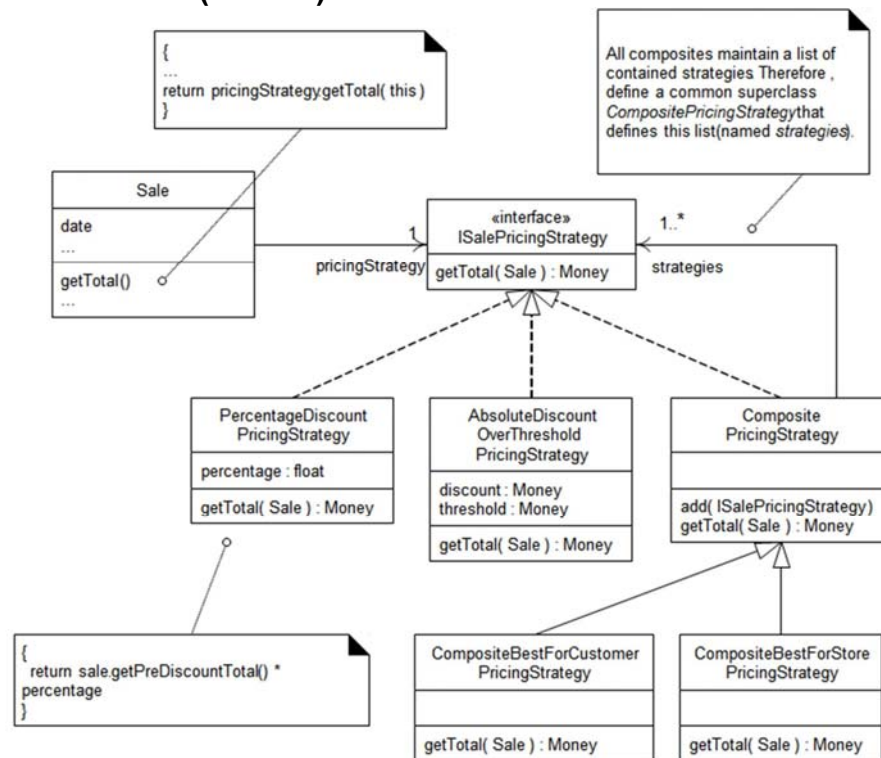 {
...
return pricingStrategy.getTotal( this )
}
All composites maintain a list of
contained strategies. Therefore ,
define a common superclass
CompositePricingStrategy that
defines this list (named strategies).
Sale
date
...
getTotal()
...
1
pricingStrategy
«interface»
ISalePricingStrategy
getTotal( Sale ) : Money
1..*
strategies
PercentageDiscount
PricingStrategy
percentage : float
getTotal( Sale ) : Money
AbsoluteDiscount
OverThreshold
PricingStrategy
discount : Money
threshold : Money
getTotal( Sale ) : Money
Composite
PricingStrategy
add( ISalePricingStrategy )
getTotal( Sale ) : Money
{
return sale.getPreDiscountTotal() *
percentage
}
CompositeBestForCustomer
PricingStrategy
getTotal( Sale ) : Money
CompositeBestForStore
PricingStrategy
getTotal( Sale ) : Money